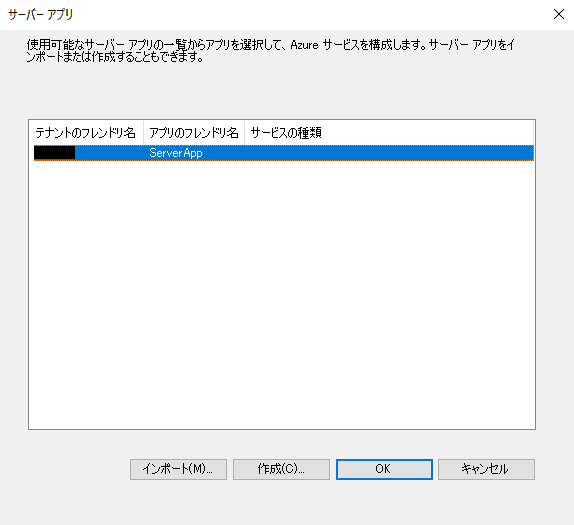 サーバー アプリ
使用可能なサーバー アプリの一覧からアプリを選択して、Azure サービスを構成します。サーバー アプリをイ
ンポートまたは作成することもできます。
テナントのフレンドリ名 アプリのフレンドリ名 サービスの種類
ServerApp
インポート(M)... 作成(C)... OK キャンセル